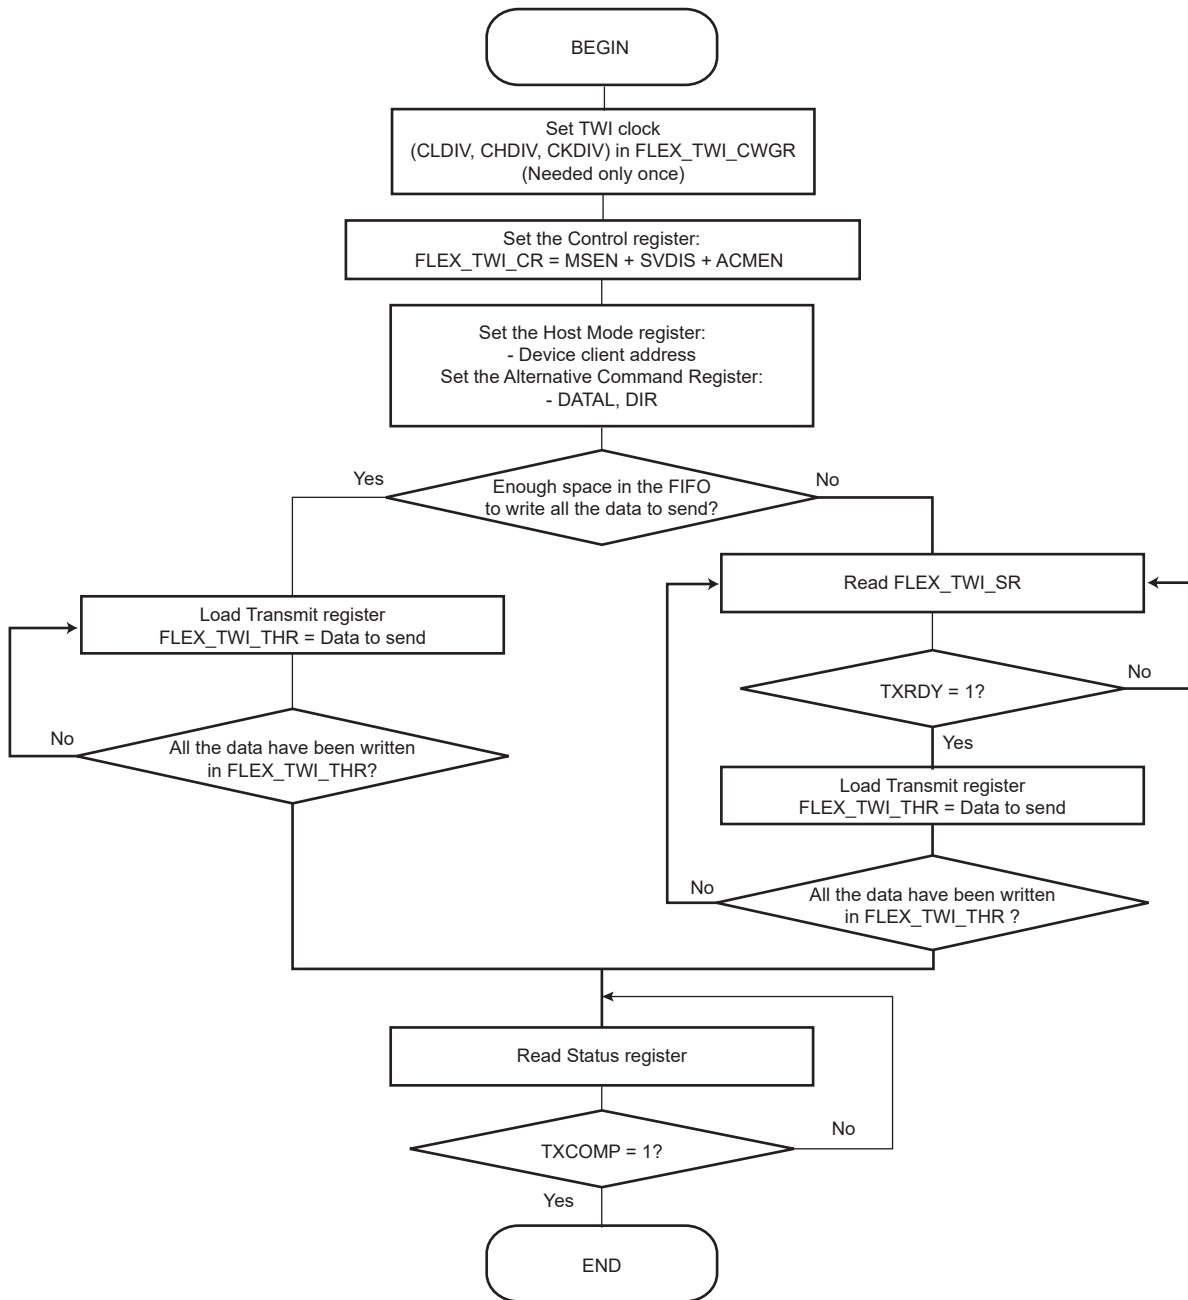 BEGIN
Set TWI clock
(CLDIV, CHDIV, CKDIV) in FLEX_TWI_CWGR
(Needed only once)
Set the Control register:
FLEX_TWI_CR = MSEN + SVDIS + ACMEN
Set the Host Mode register:
- Device client address
Set the Alternative Command Register:
- DATAL, DIR
Yes
Enough space in the FIFO
to write all the data to send?
No
Load Transmit register
FLEX_TWI_THR = Data to send
No
All the data have been written
in FLEX_TWI_THR?
Read FLEX_TWI_SR
TXRDY = 1?
No
Yes
Load Transmit register
FLEX_TWI_THR = Data to send
No
All the data have been written
in FLEX_TWI_THR ?
Read Status register
TXCOMP = 1?
No
Yes
END